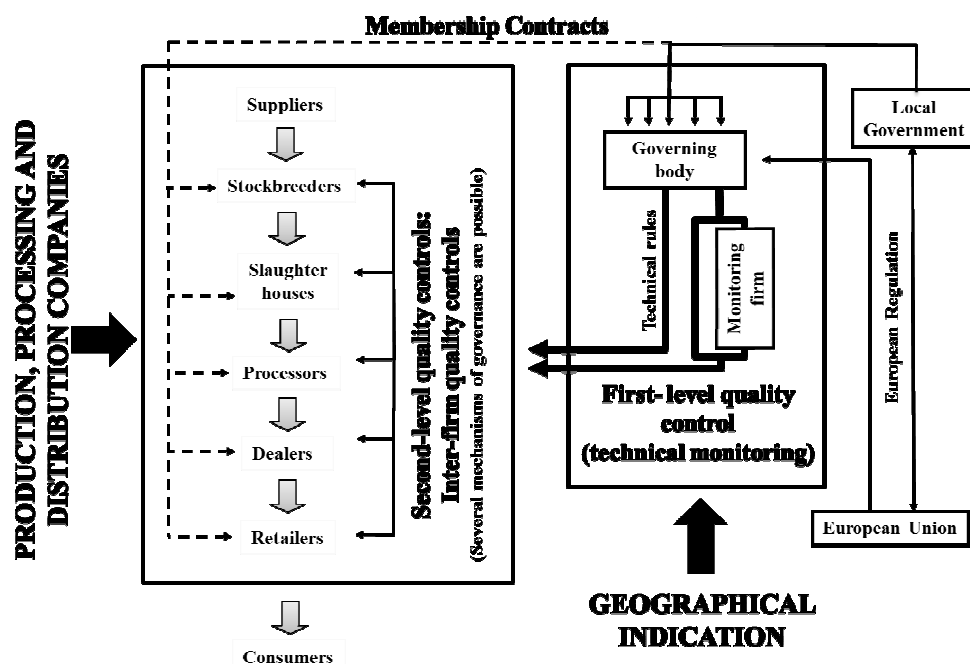 Membership Contracts
PRODUCTION, PROCESSING AND
DISTRIBUTION COMPANIES
Suppliers
Stockbreeders
Slaughter
houses
Processors
Dealers
Retailers
Consumers
Second-level quality controls:
Inter-firm quality controls
(Several mechanisms of governance are possible)
Governing
body
Technical rules
Monitoring
firm
First- level quality
control
(technical monitoring)
GEOGRAPHICAL
INDICATION
Local
Government
European Regulation
European Union